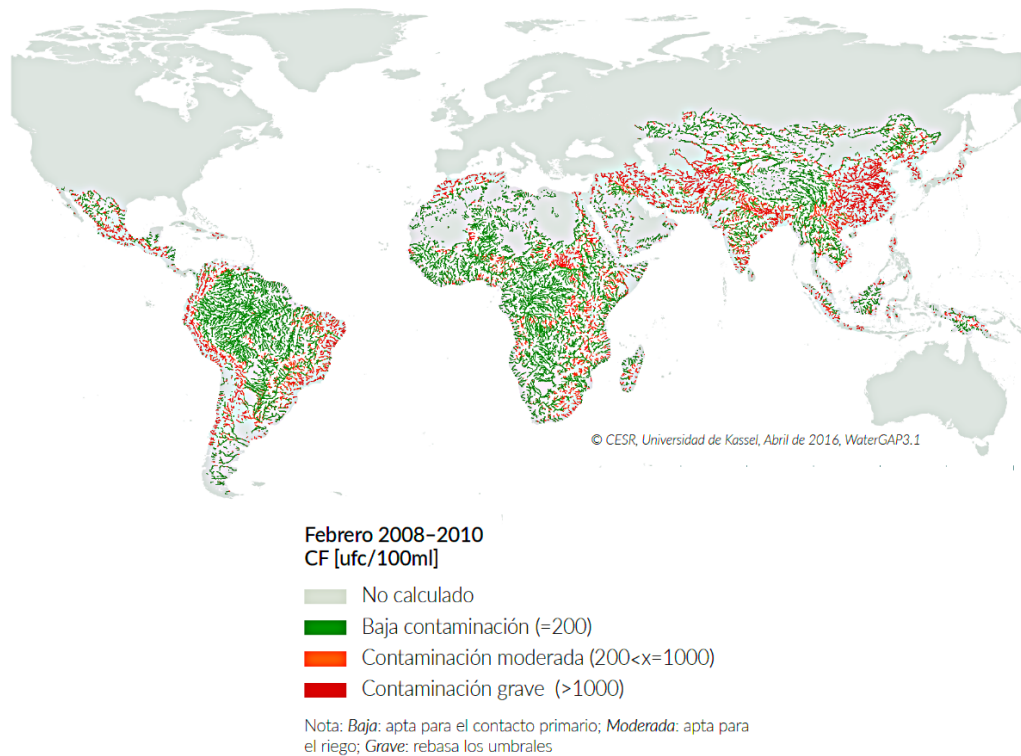 © CESR, Universidad de Kassel, Abril de 2016, WaterGAP3.1
Febrero 2008–2010
CF [ufc/100ml]
No calculado
Baja contaminación (=200)
Contaminación moderada (200<x=1000)
Contaminación grave (>1000)
Nota: Baja: apta para el contacto primario; Moderada: apta para
el riego; Grave: rebasa los umbrales